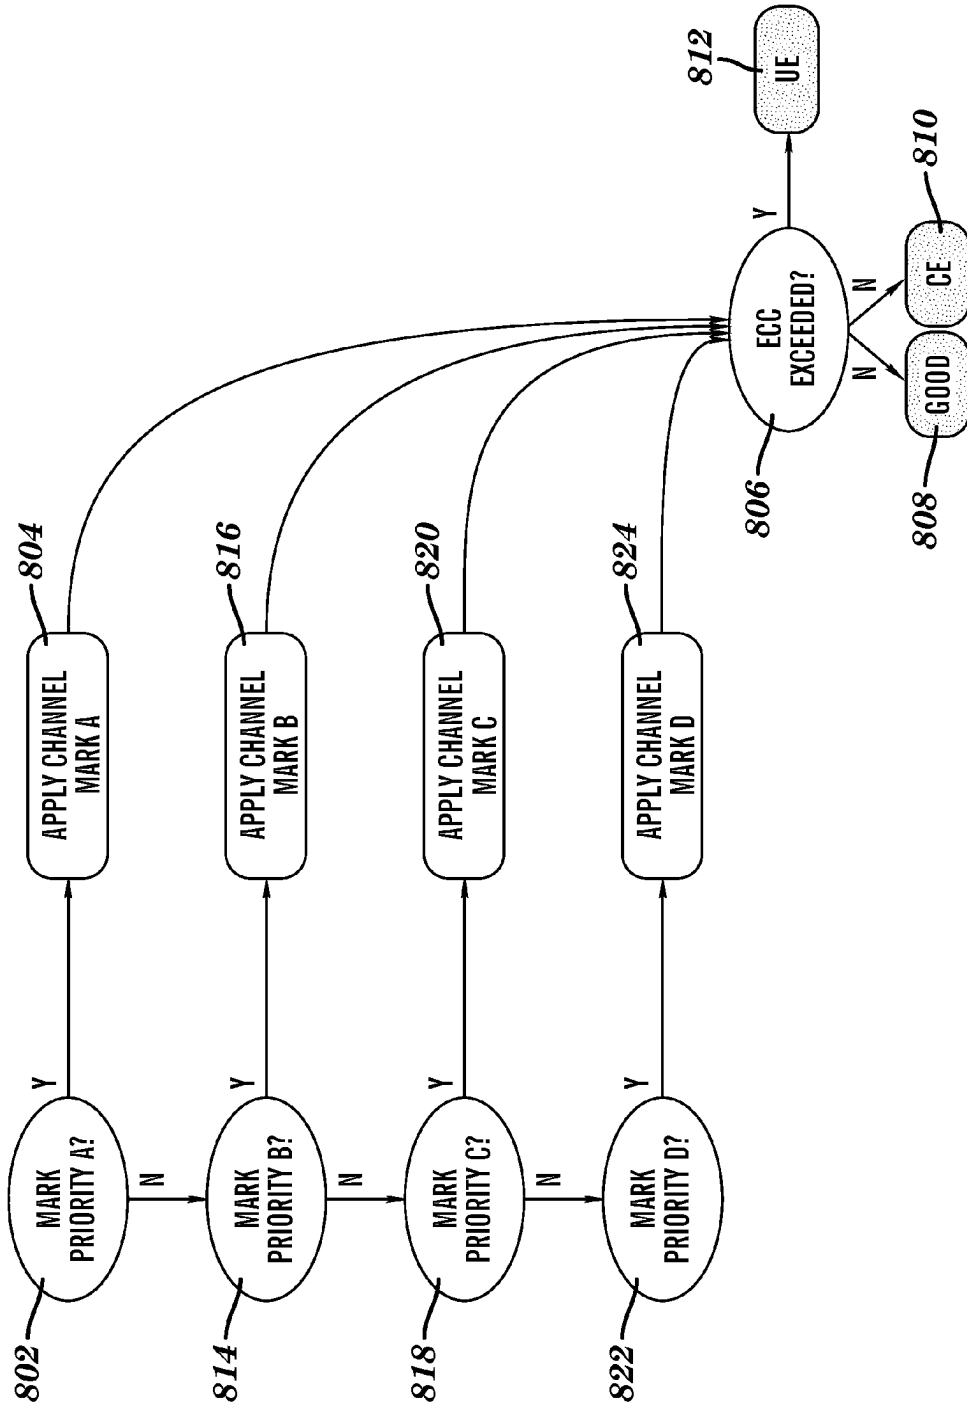 802
MARK
PRIORITY A?
Y
N
APPLY CHANNEL
MARK A
804
814
MARK
PRIORITY B?
Y
N
APPLY CHANNEL
MARK B
816
818
MARK
PRIORITY C?
Y
N
APPLY CHANNEL
MARK C
820
822
MARK
PRIORITY D?
Y
APPLY CHANNEL
MARK D
824
806
ECC
EXCEEDED?
Y
UE
812
N
N
GOOD
808
CE
810